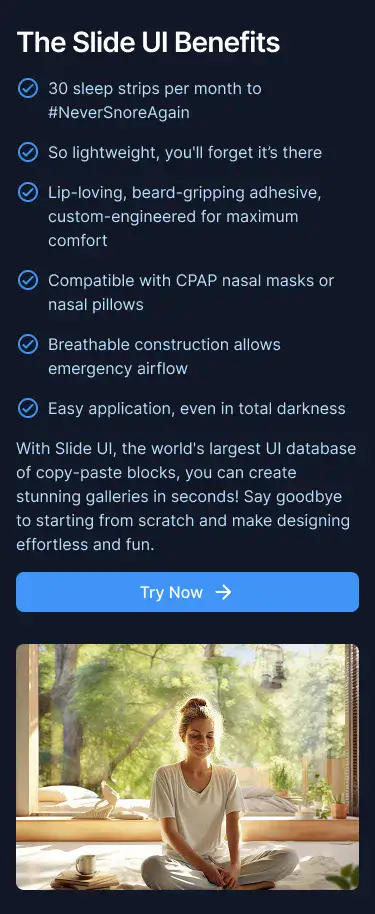 The Slide UI Benefits
30 sleep strips per month to
#NeverSnoreAgain
So lightweight, you'll forget it’s there
Lip-loving, beard-gripping adhesive,
custom-engineered for maximum
comfort
Compatible with CPAP nasal masks or
nasal pillows
Breathable construction allows
emergency airflow
Easy application, even in total darkness
With Slide UI, the world's largest UI database
of copy-paste blocks, you can create
stunning galleries in seconds! Say goodbye
to starting from scratch and make designing
effortless and fun.
Try Now